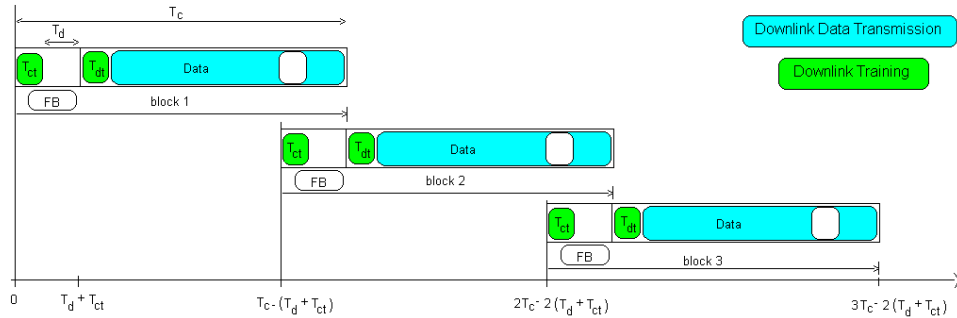 T_c
T_d
T_ct
T_dt
Data
FB
block 1
Downlink Data Transmission
Downlink Training
T_ct
T_dt
Data
FB
block 2
T_ct
T_dt
Data
FB
block 3
0
T_d + T_ct
T_c - (T_d + T_ct)
2T_c - 2 (T_d + T_ct)
3T_c - 2 (T_d + T_ct)